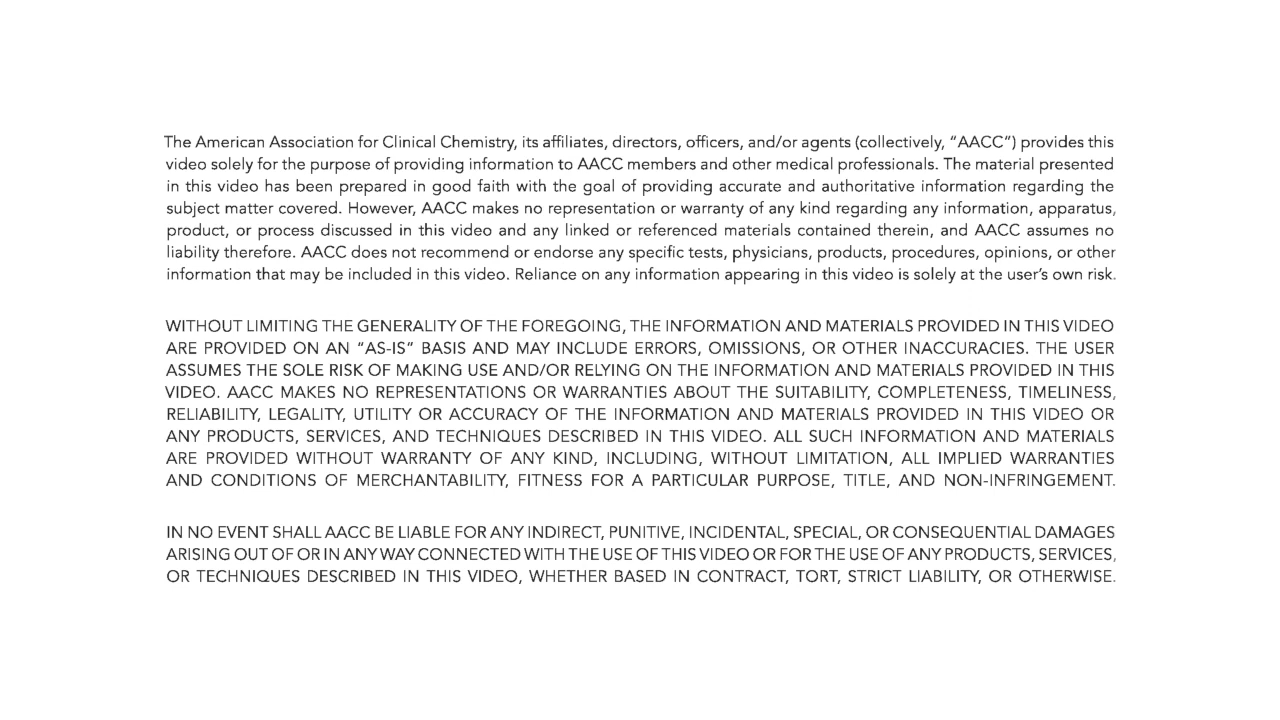 The American Association for Clinical Chemistry, its affiliates, directors, officers, and/or agents (collectively, “AACC”) provides this
video solely for the purpose of providing information to AACC members and other medical professionals. The material presented
in this video has been prepared in good faith with the goal of providing accurate and authoritative information regarding the
subject matter covered. However, AACC makes no representation or warranty of any kind regarding any information, apparatus,
product, or process discussed in this video and any linked or referenced materials contained therein, and AACC assumes no
liability therefore. AACC does not recommend or endorse any specific tests, physicians, products, procedures, opinions, or other
information that may be included in this video. Reliance on any information appearing in this video is solely at the user’s own risk.
WITHOUT LIMITING THE GENERALITY OF THE FOREGOING, THE INFORMATION AND MATERIALS PROVIDED IN THIS VIDEO
ARE PROVIDED ON AN “AS-IS” BASIS AND MAY INCLUDE ERRORS, OMISSIONS, OR OTHER INACCURACIES. THE USER
ASSUMES THE SOLE RISK OF MAKING USE AND/OR RELYING ON THE INFORMATION AND MATERIALS PROVIDED IN THIS
VIDEO. AACC MAKES NO REPRESENTATIONS OR WARRANTIES ABOUT THE SUITABILITY, COMPLETENESS, TIMELINESS,
RELIABILITY, LEGALITY, UTILITY OR ACCURACY OF THE INFORMATION AND MATERIALS PROVIDED IN THIS VIDEO OR
ANY PRODUCTS, SERVICES, AND TECHNIQUES DESCRIBED IN THIS VIDEO. ALL SUCH INFORMATION AND MATERIALS
ARE PROVIDED WITHOUT WARRANTY OF ANY KIND, INCLUDING, WITHOUT LIMITATION, ALL IMPLIED WARRANTIES
AND CONDITIONS OF MERCHANTABILITY, FITNESS FOR A PARTICULAR PURPOSE, TITLE, AND NON-INFRINGEMENT.
IN NO EVENT SHALL AACC BE LIABLE FOR ANY INDIRECT, PUNITIVE, INCIDENTAL, SPECIAL, OR CONSEQUENTIAL DAMAGES
ARISING OUT OF OR IN ANY WAY CONNECTED WITH THE USE OF THIS VIDEO OR FOR THE USE OF ANY PRODUCTS, SERVICES,
OR TECHNIQUES DESCRIBED IN THIS VIDEO, WHETHER BASED IN CONTRACT, TORT, STRICT LIABILITY, OR OTHERWISE.